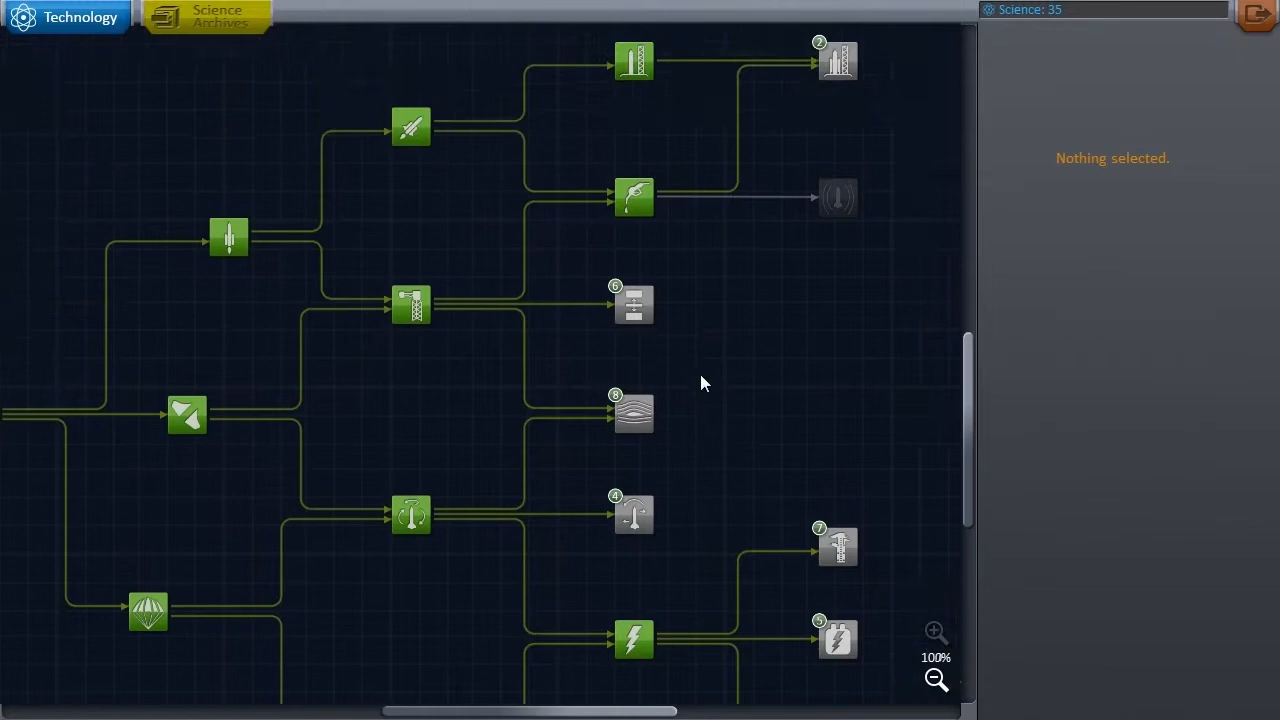 Technology
Science
Archives
Science: 35
2
Nothing selected.
6
8
4
7
5
100%